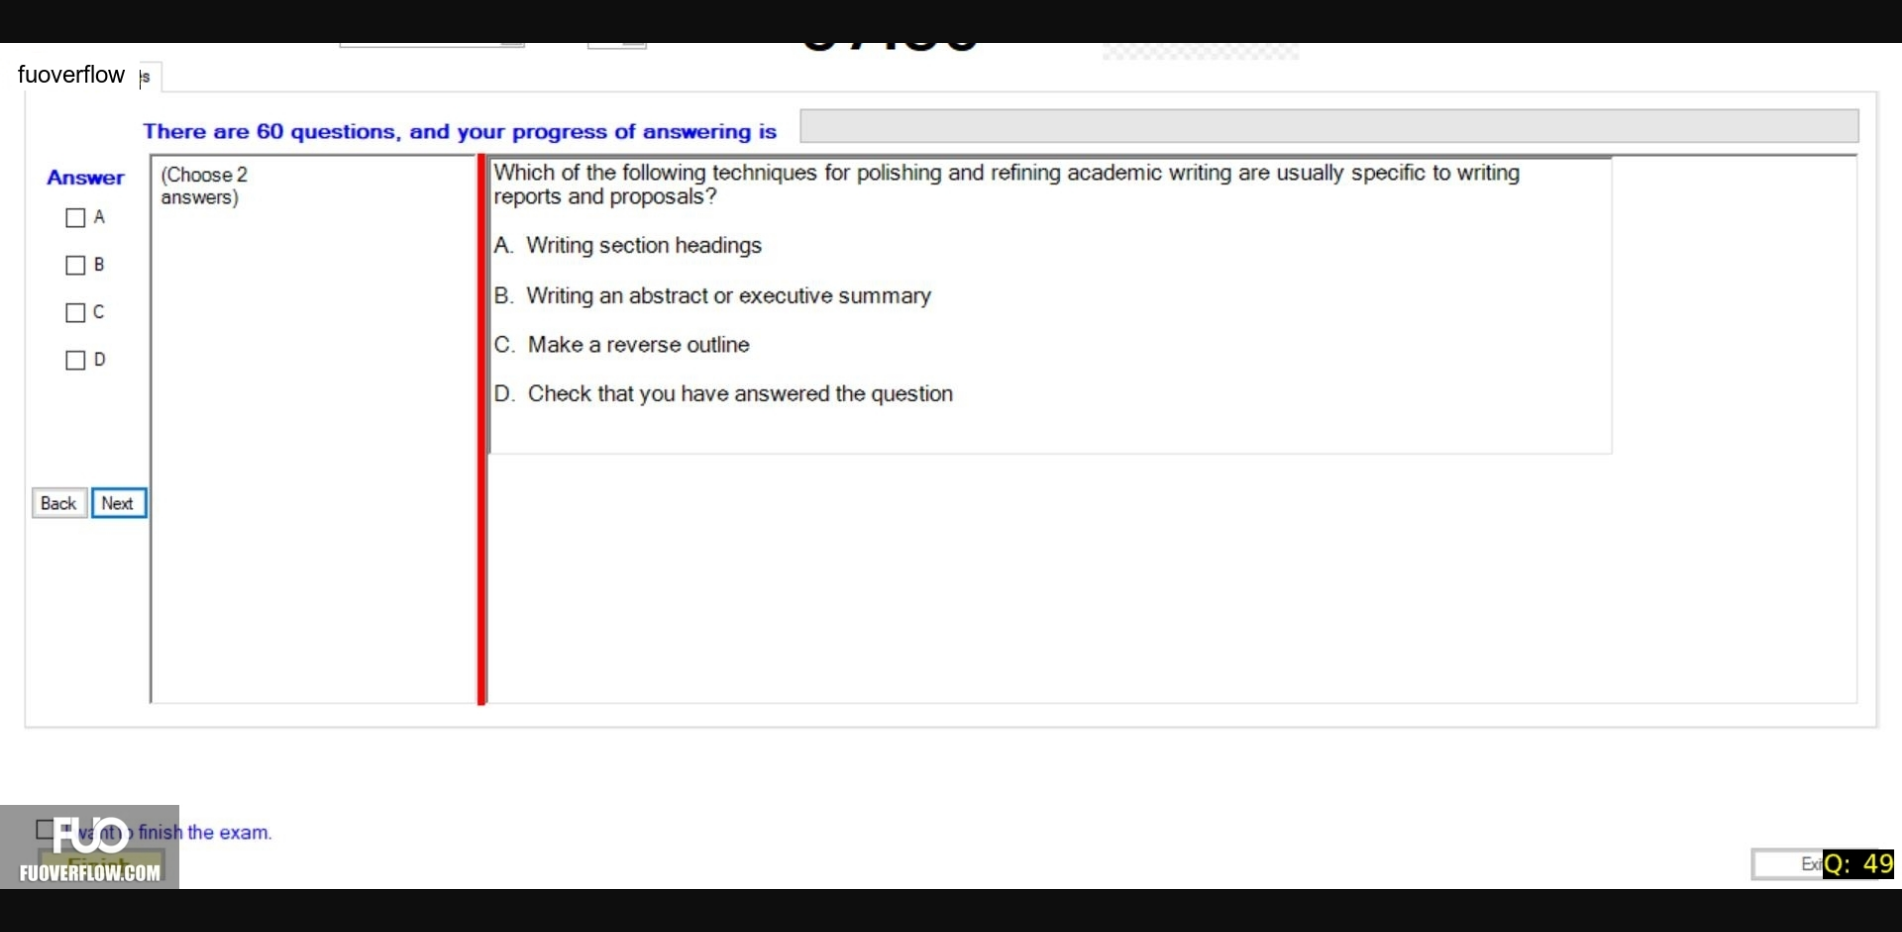 fuoverflow
There are 60 questions, and your progress of answering is
Answer
A
B
C
D
(Choose 2
answers)
Which of the following techniques for polishing and refining academic writing are usually specific to writing
reports and proposals?
A. Writing section headings
B. Writing an abstract or executive summary
C. Make a reverse outline
D. Check that you have answered the question
Back Next
want to finish the exam.
FUO
FUOVERFLOW.COM
Q: 49